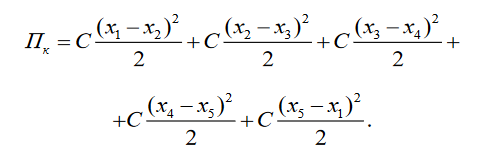 Π_к = C (x₁ − x₂)²/2 + C (x₂ − x₃)²/2 + C (x₃ − x₄)²/2 +
+C (x₄ − x₅)²/2 + C (x₅ − x₁)²/2.